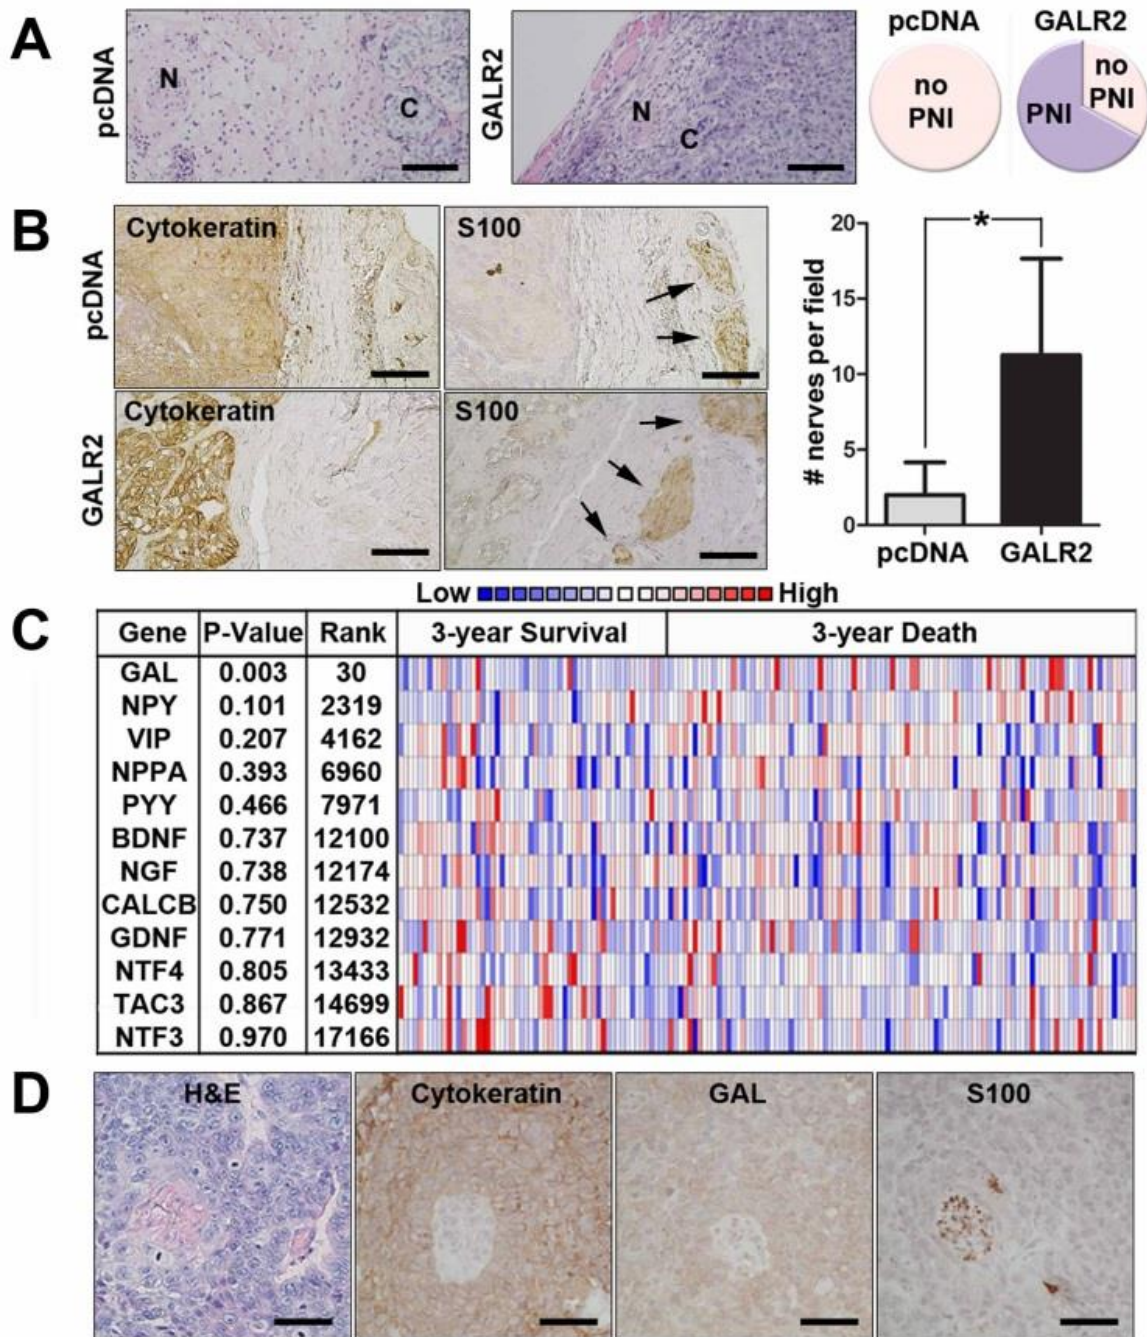 A
pcDNA
N
C
GALR2
N
C
pcDNA
no
PNI
GALR2
PNI
no
PNI
B
pcDNA
Cytokeratin
S100
GALR2
Cytokeratin
S100
# nerves per field
20
15
10
5
0
*
pcDNA
GALR2
C
Low High
Gene P-Value Rank 3-year Survival 3-year Death
GAL 0.003 30
NPY 0.101 2319
VIP 0.207 4162
NPPA 0.393 6960
PYY 0.466 7971
BDNF 0.737 12100
NGF 0.738 12174
CALCB 0.750 12532
GDNF 0.771 12932
NTF4 0.805 13433
TAC3 0.867 14699
NTF3 0.970 17166
D
H&E
Cytokeratin
GAL
S100